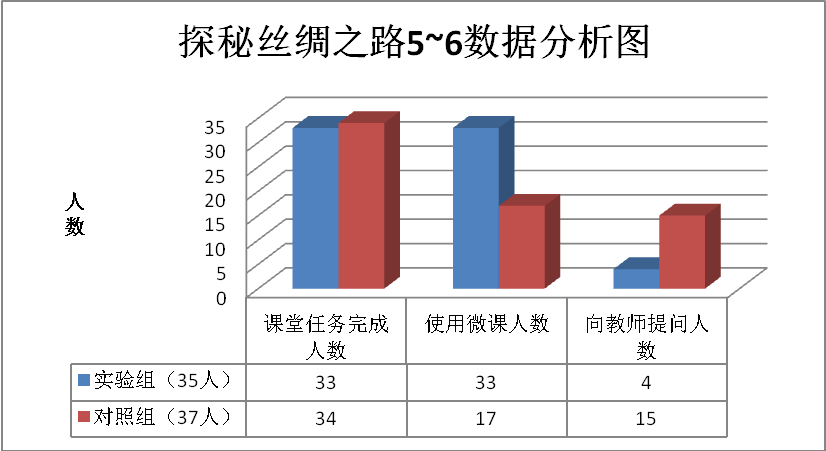 探秘丝绸之路5~6数据分析图
人
数
35
30
25
20
15
10
5
0
课堂任务完成 使用微课人数 向教师提问人
人数 数
实验组（35人） 33 33 4
对照组（37人） 34 17 15